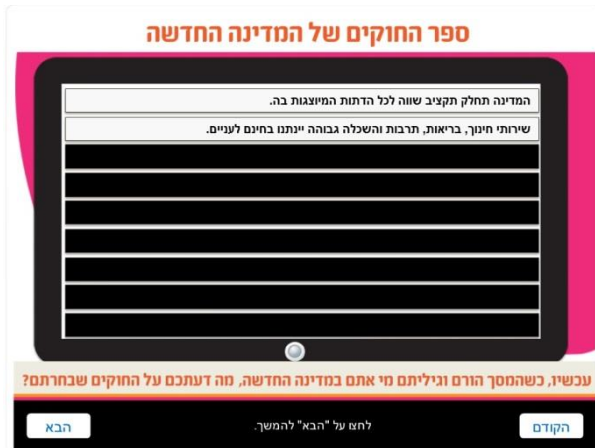 ספר החוקים של המדינה החדשה
המדינה תחלק תקציב שווה לכל הדתות המיוצגות בה.
שירותי חינוך, בריאות, תרבות והשכלה גבוהה יינתנו בחינם לעניים.
עכשיו, כשהמסך הורם וגיליתם מי אתם במדינה החדשה, מה דעתכם על החוקים שבחרתם?
הקודם
לחצו על "הבא" להמשך.
הבא